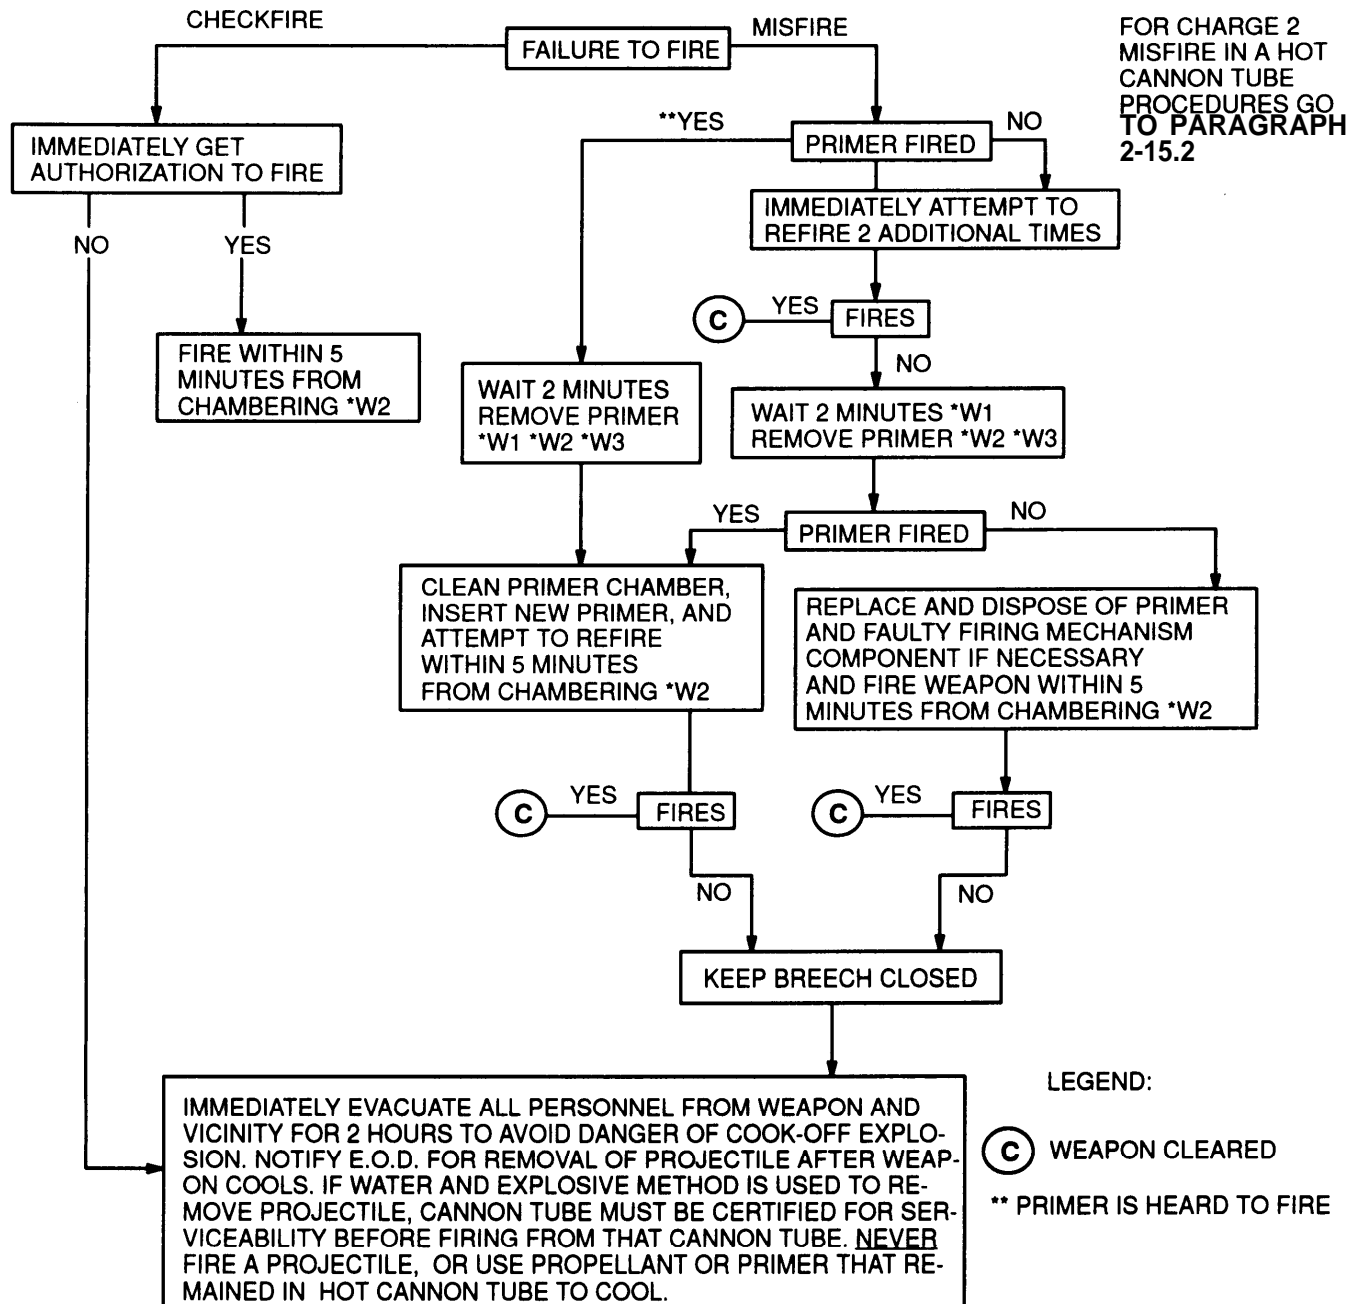 CHECKFIRE
FAILURE TO FIRE
MISFIRE
FOR CHARGE 2
MISFIRE IN A HOT
CANNON TUBE
PROCEDURES GO
TO PARAGRAPH
2-15.2
IMMEDIATELY GET
AUTHORIZATION TO FIRE
**YES
PRIMER FIRED
NO
IMMEDIATELY ATTEMPT TO
REFIRE 2 ADDITIONAL TIMES
NO
YES
C
YES
FIRES
NO
FIRE WITHIN 5
MINUTES FROM
CHAMBERING *W2
WAIT 2 MINUTES
REMOVE PRIMER
*W1 *W2 *W3
WAIT 2 MINUTES *W1
REMOVE PRIMER *W2 *W3
YES
PRIMER FIRED
NO
CLEAN PRIMER CHAMBER,
INSERT NEW PRIMER, AND
ATTEMPT TO REFIRE
WITHIN 5 MINUTES
FROM CHAMBERING *W2
REPLACE AND DISPOSE OF PRIMER
AND FAULTY FIRING MECHANISM
COMPONENT IF NECESSARY
AND FIRE WEAPON WITHIN 5
MINUTES FROM CHAMBERING *W2
C
YES
FIRES
C
YES
FIRES
NO
NO
KEEP BREECH CLOSED
IMMEDIATELY EVACUATE ALL PERSONNEL FROM WEAPON AND
VICINITY FOR 2 HOURS TO AVOID DANGER OF COOK-OFF EXPLO-
SION. NOTIFY E.O.D. FOR REMOVAL OF PROJECTILE AFTER WEAP-
ON COOLS. IF WATER AND EXPLOSIVE METHOD IS USED TO RE-
MOVE PROJECTILE, CANNON TUBE MUST BE CERTIFIED FOR SER-
VICEABILITY BEFORE FIRING FROM THAT CANNON TUBE. NEVER
FIRE A PROJECTILE, OR USE PROPELLANT OR PRIMER THAT RE-
MAINED IN HOT CANNON TUBE TO COOL.
LEGEND:
C WEAPON CLEARED
** PRIMER IS HEARD TO FIRE